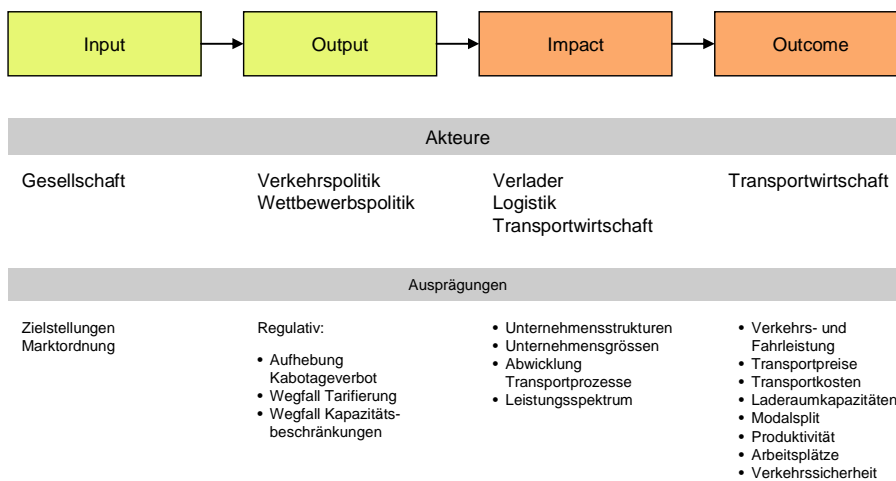 Input
Output
Impact
Outcome
Akteure
Gesellschaft
Verkehrspolitik
Wettbewerbspolitik
Verlader
Logistik
Transportwirtschaft
Transportwirtschaft
Ausprägungen
Zielstellungen
Marktordnung
Regulativ:
• Aufhebung
Kabotageverbot
• Wegfall Tarifierung
• Wegfall Kapazitäts-
beschränkungen
• Unternehmensstrukturen
• Unternehmensgrössen
• Abwicklung
Transportprozesse
• Leistungsspektrum
• Verkehrs- und
Fahrleistung
• Transportpreise
• Transportkosten
• Laderaumkapazitäten
• Modalsplit
• Produktivität
• Arbeitsplätze
• Verkehrssicherheit